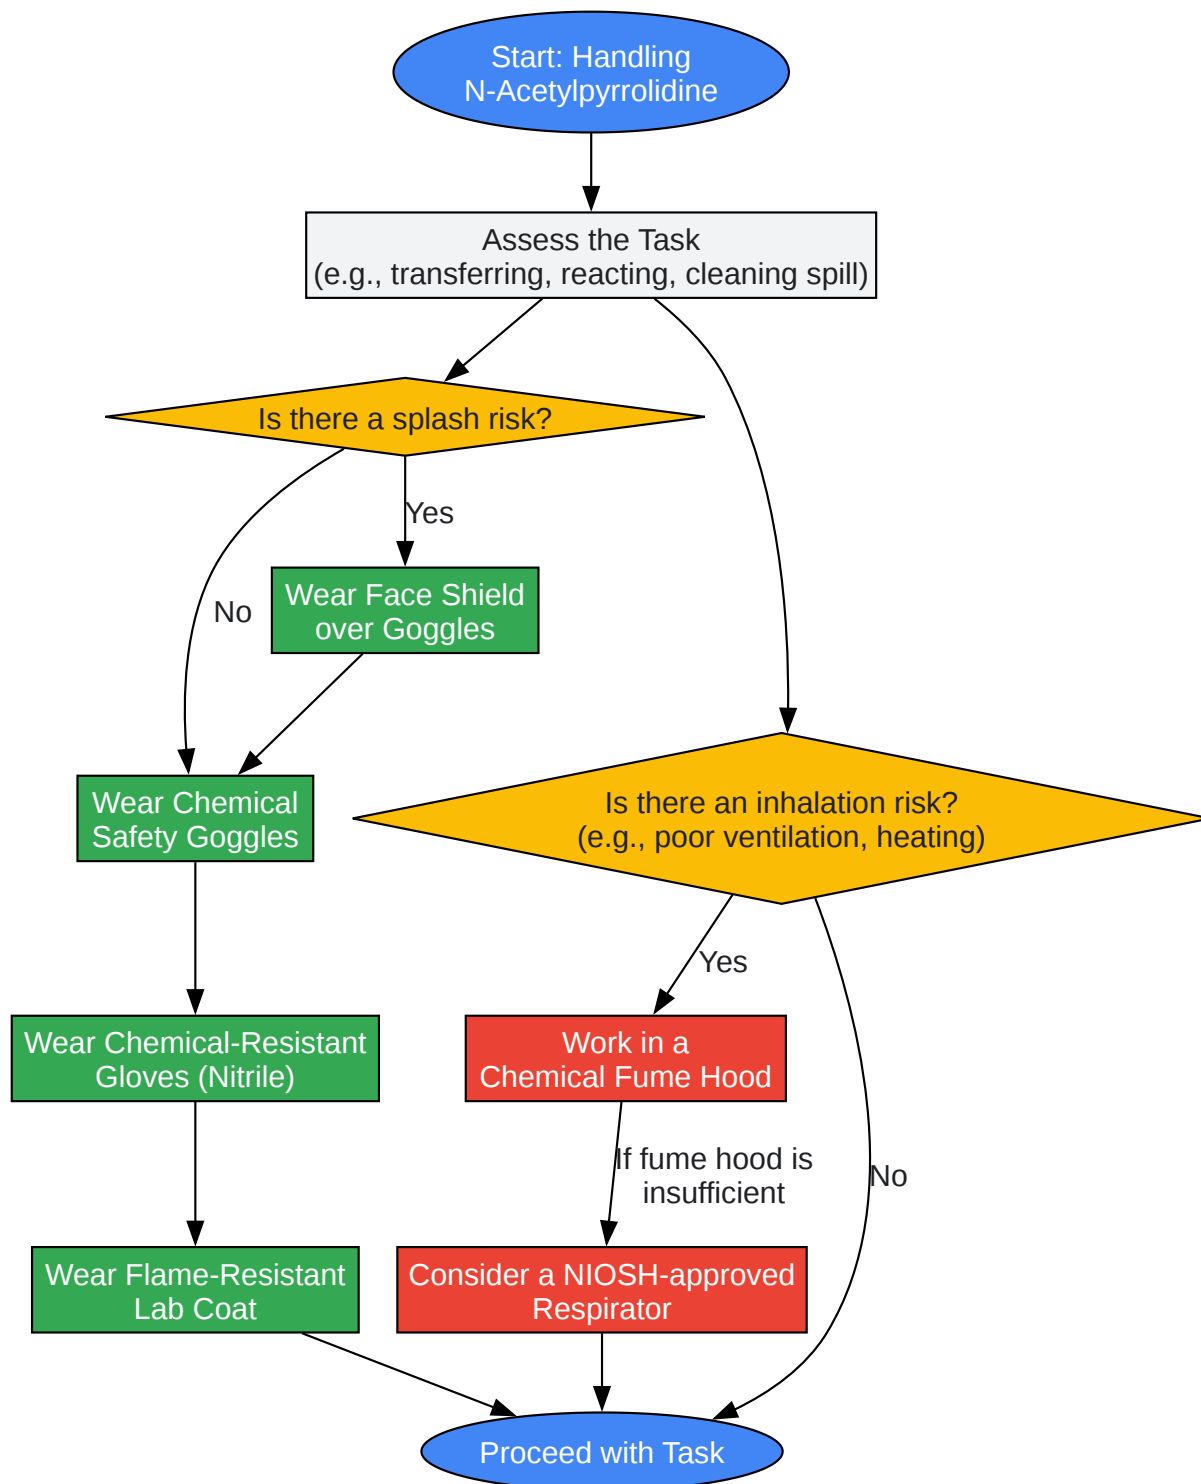 Start: Handling
N-Acetylpyrrolidine
Assess the Task
(e.g., transferring, reacting, cleaning spill)
Is there a splash risk?
Yes
No
Wear Face Shield
over Goggles
Wear Chemical
Safety Goggles
Is there an inhalation risk?
(e.g., poor ventilation, heating)
Yes
Wear Chemical-Resistant
Gloves (Nitrile)
Work in a
Chemical Fume Hood
If fume hood is
insufficient
No
Wear Flame-Resistant
Lab Coat
Consider a NIOSH-approved
Respirator
Proceed with Task